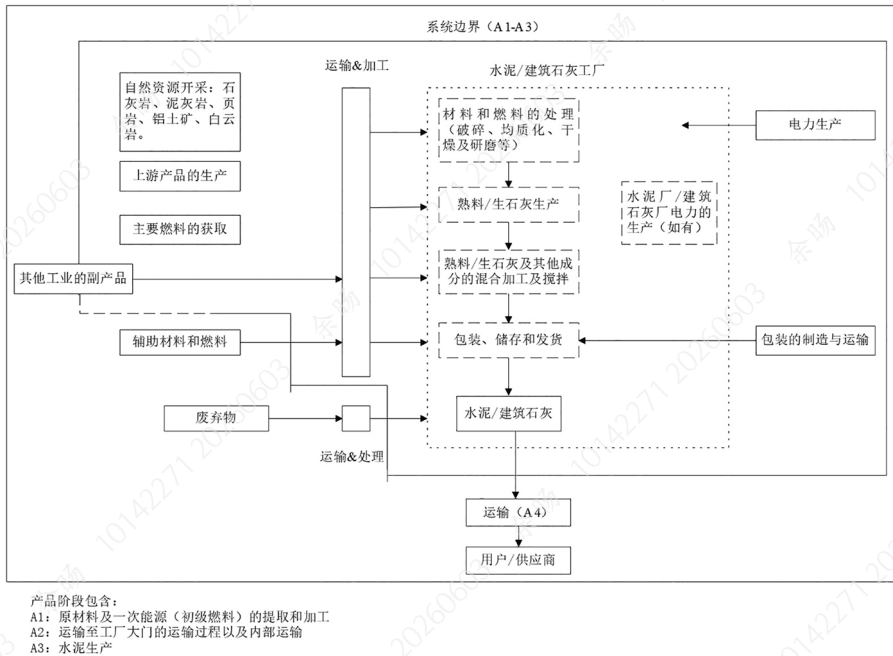 系统边界（A1-A3）
运输&加工
水泥/建筑石灰工厂
自然资源开采：石
灰岩、泥灰岩、页
岩、铝土矿、白云
岩。
材料和燃料的处理
（破碎、均质化、干
燥及研磨等）
电力生产
上游产品的生产
熟料/生石灰生产
水泥厂/建筑
石灰厂电力的
生产（如有）
主要燃料的获取
其他工业的副产品
熟料/生石灰及其他成
分的混合加工及搅拌
辅助材料和燃料
包装、储存和发货
包装的制造与运输
废弃物
水泥/建筑石灰
运输&处理
运输（A4）
用户/供应商
产品阶段包含：
A1：原材料及一次能源（初级燃料）的提取和加工
A2：运输至工厂大门的运输过程以及内部运输
A3：水泥生产
余旸 10142271 20260603